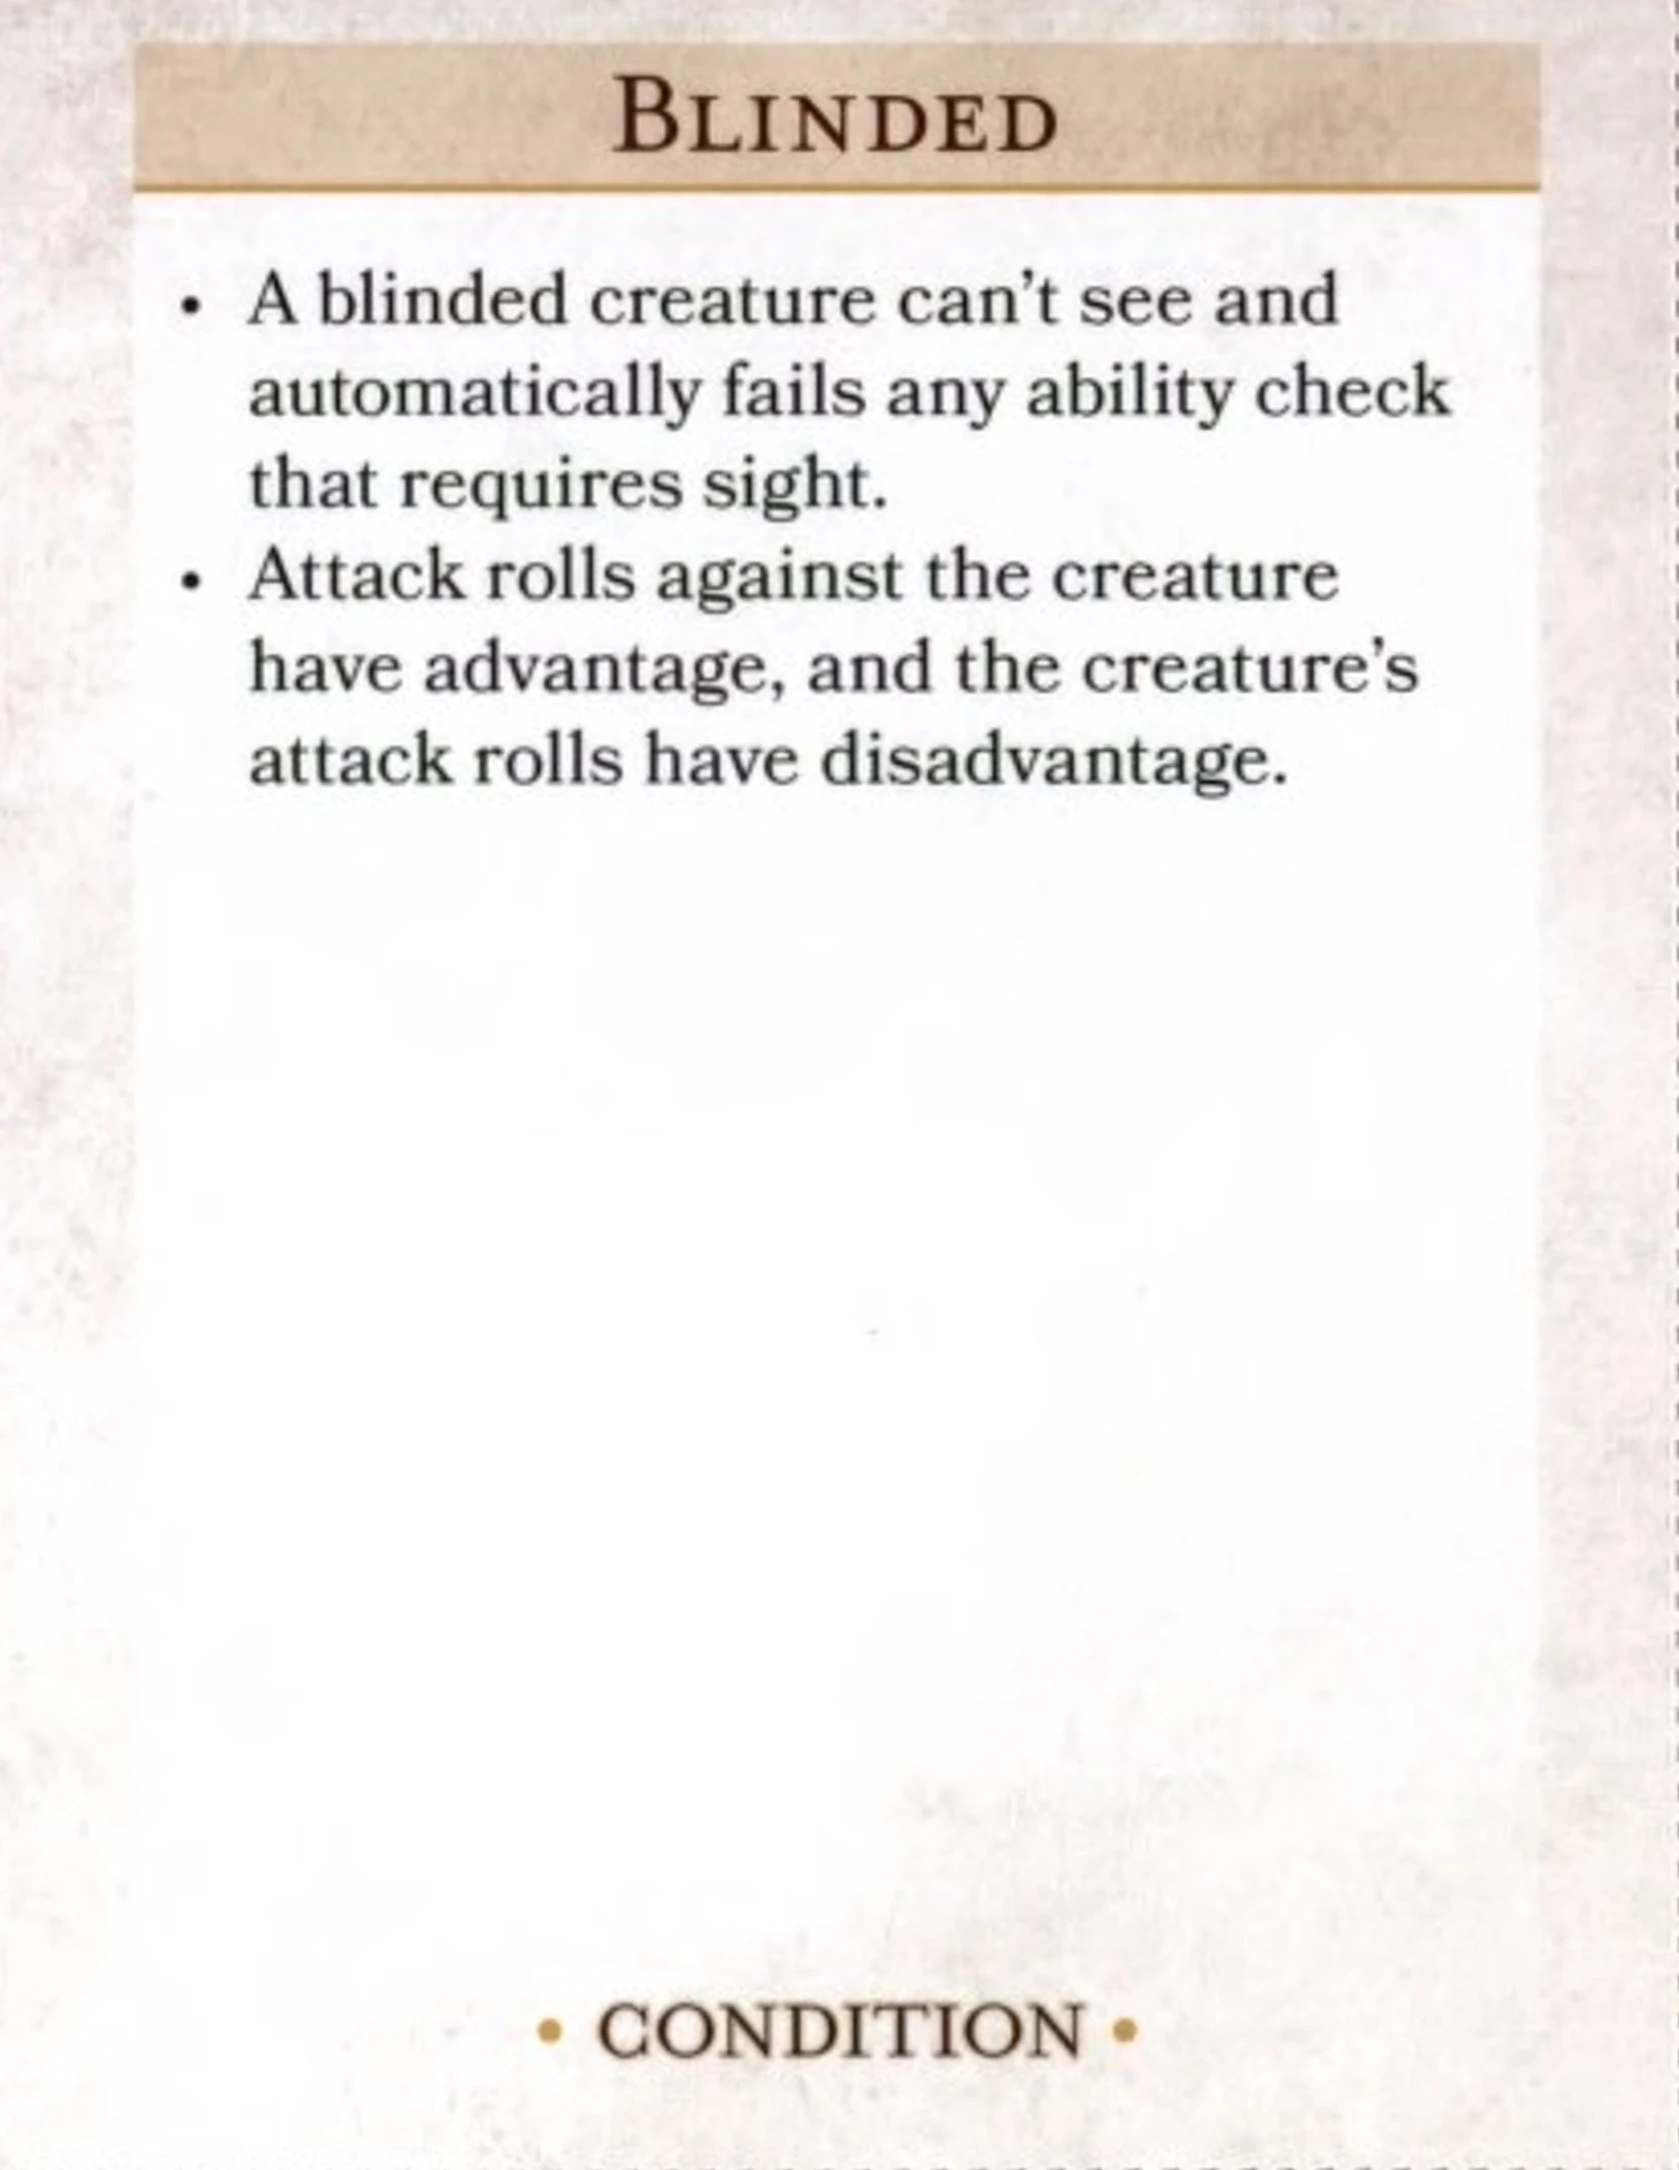 BLINDED
• A blinded creature can't see and
automatically fails any ability check
that requires sight.
• Attack rolls against the creature
have advantage, and the creature's
attack rolls have disadvantage.
• CONDITION •